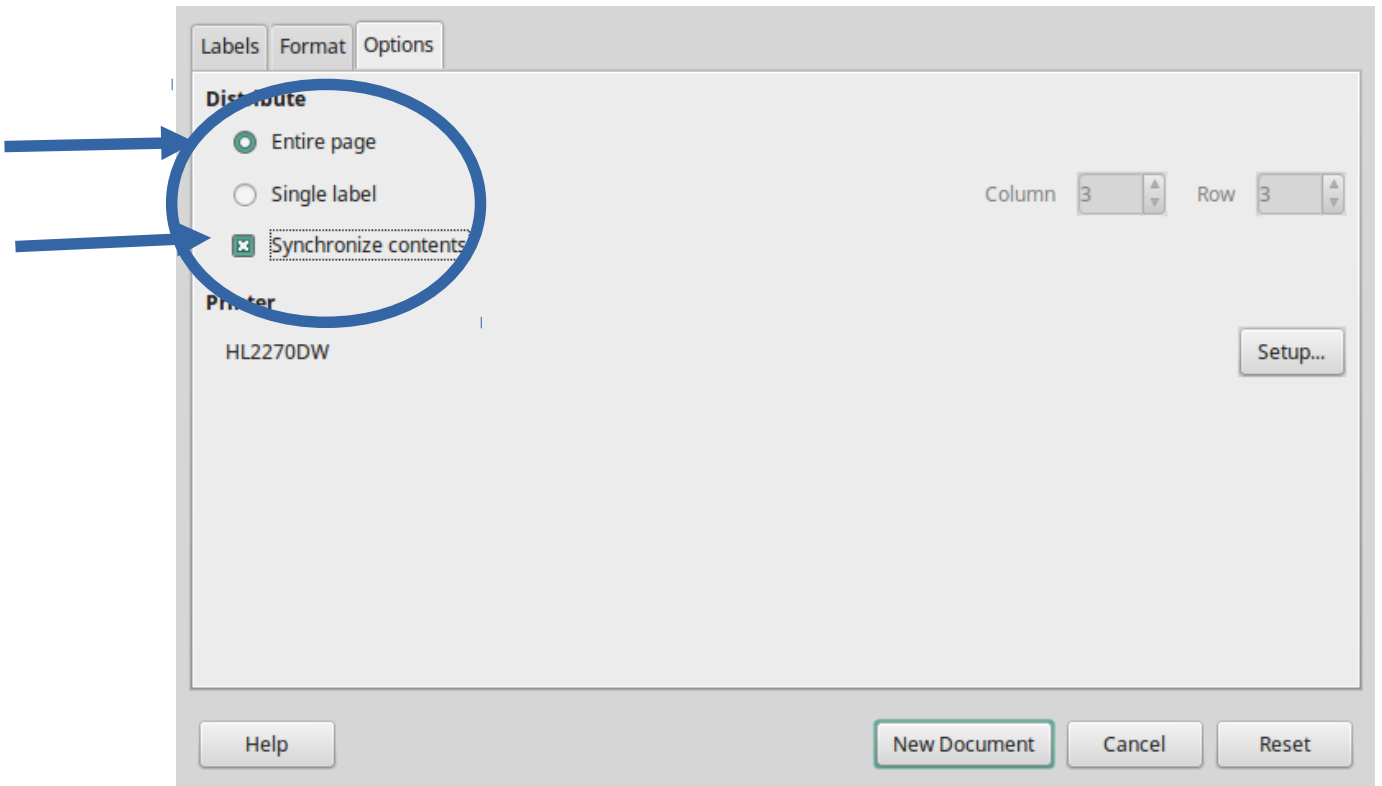 Labels Format Options
Distribute
Entire page
Single label Column 3 Row 3
Synchronize contents
Printer
HL2270DW Setup...
Help New Document Cancel Reset